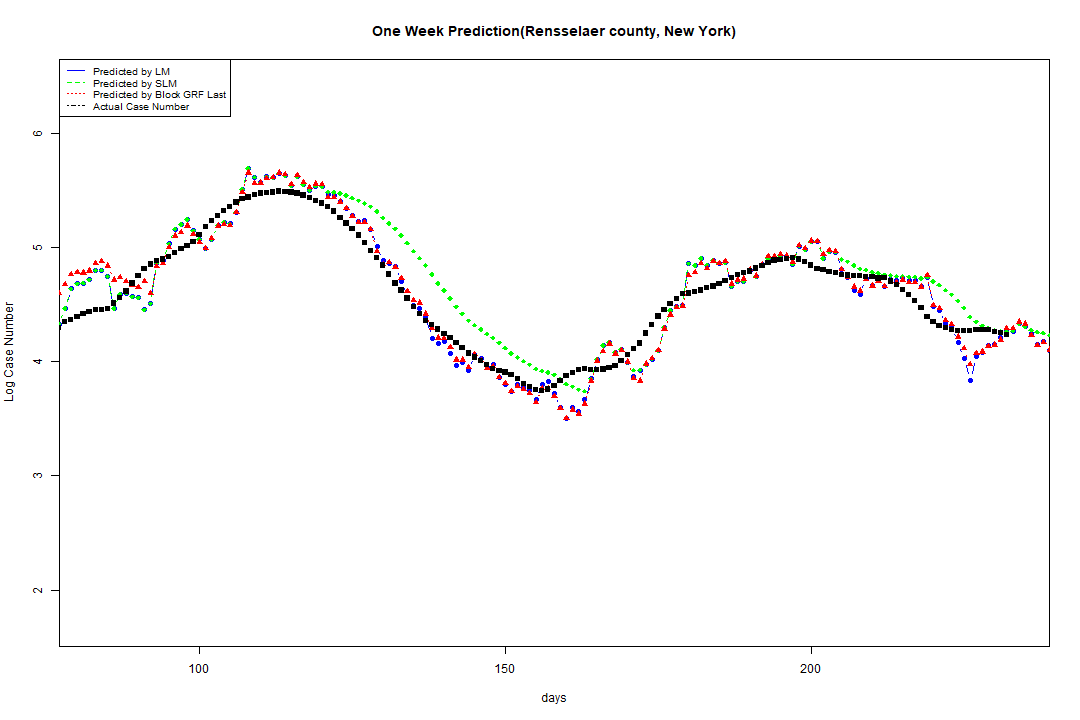 One Week Prediction(Rensselaer county, New York)
Predicted by LM
Predicted by SLM
Predicted by Block GRF Last
Actual Case Number
6
5
4
3
2
Log Case Number
100 150 200
days